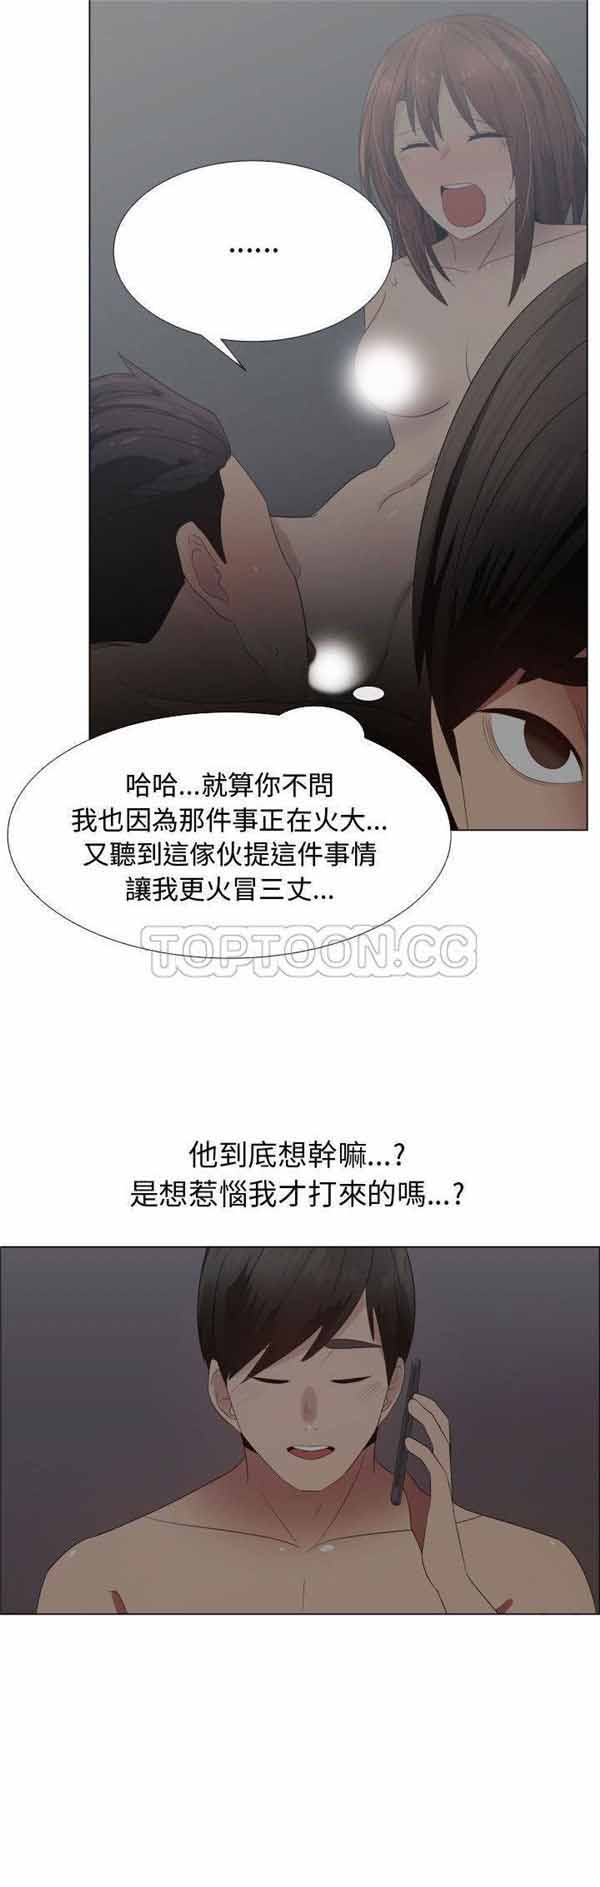 ......
哈哈...就算你不問
我也因為那件事正在火大...
又聽到這傢伙提這件事情
讓我更火冒三丈...
TOPTOON.CC
他到底想幹嘛...?
是想惹惱我才打來的嗎...?